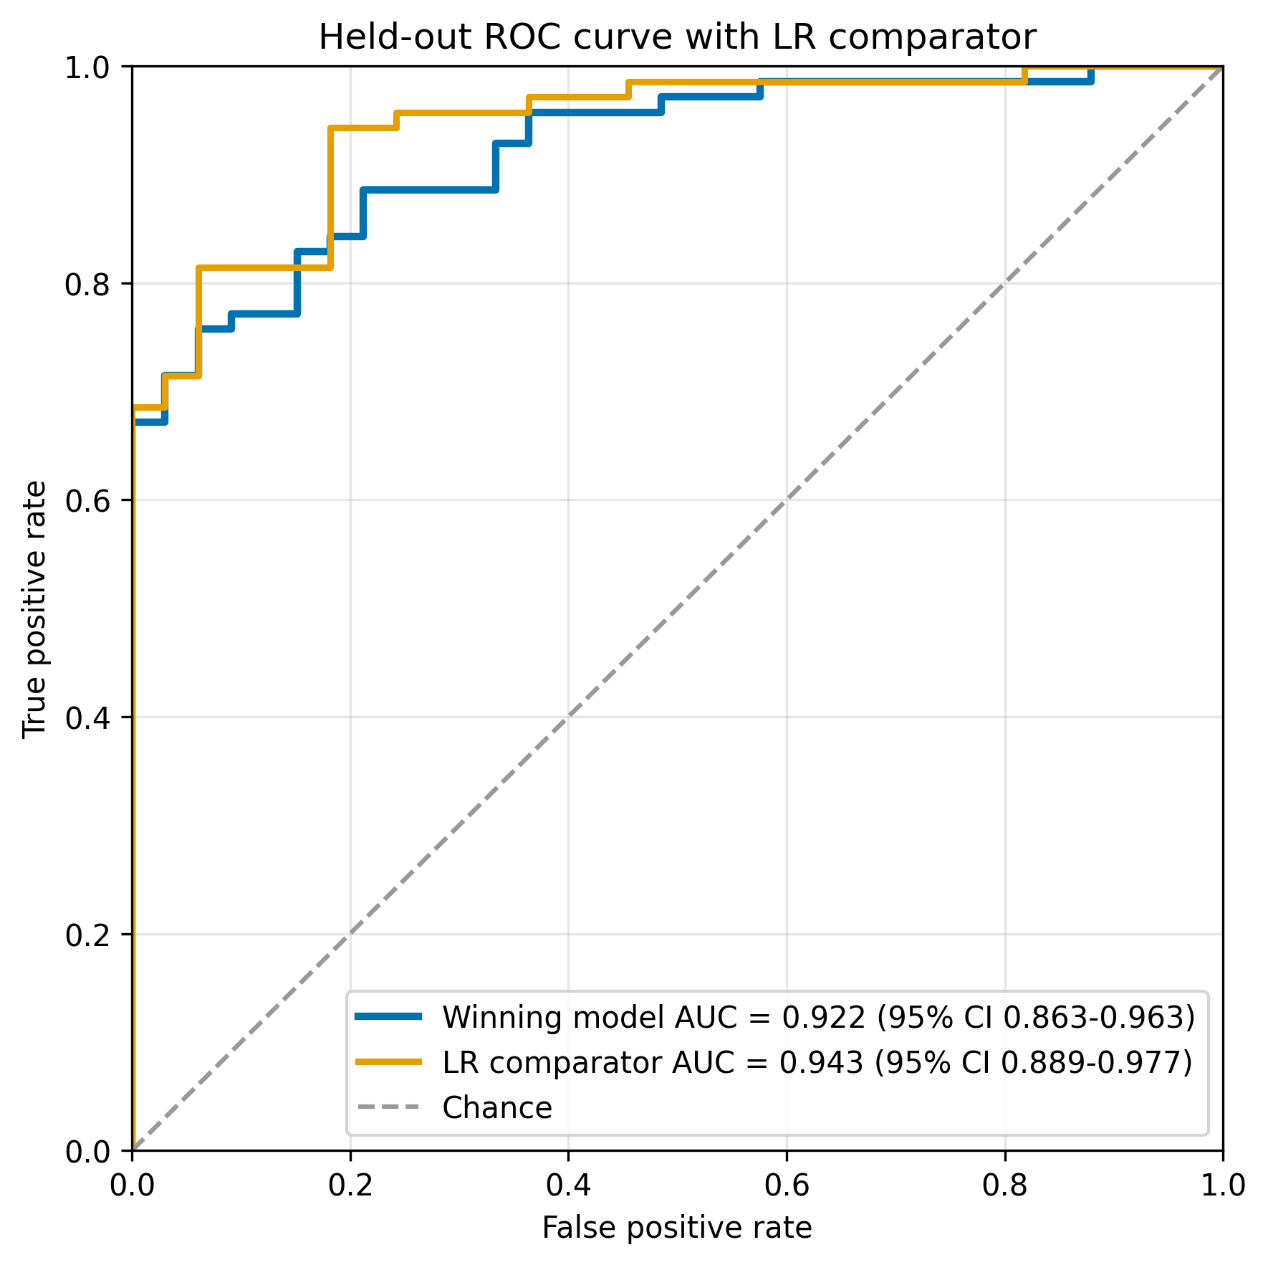 Held-out ROC curve with LR comparator
1.0
0.8
0.6
0.4
0.2
0.0
True positive rate
Winning model AUC = 0.922 (95% CI 0.863-0.963)
LR comparator AUC = 0.943 (95% CI 0.889-0.977)
Chance
0.0 0.2 0.4 0.6 0.8 1.0
False positive rate